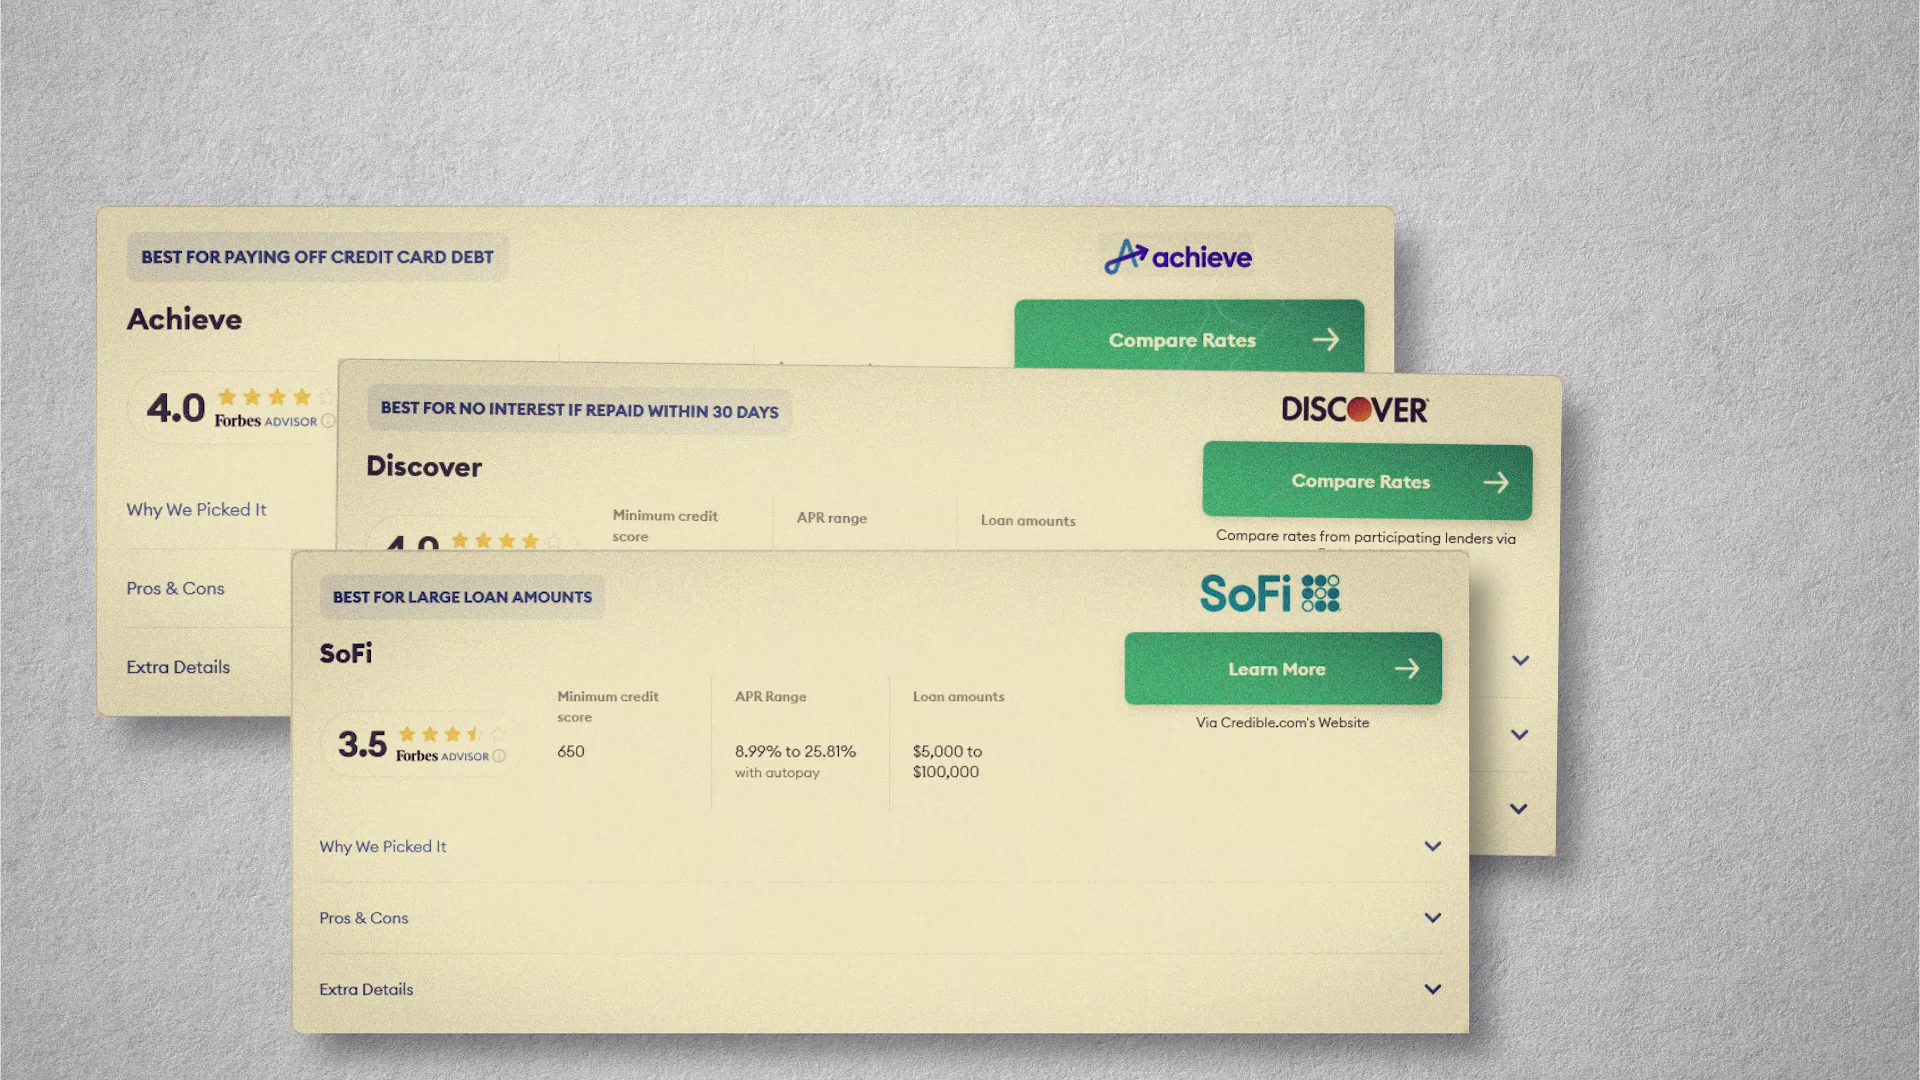 BEST FOR PAYING OFF CREDIT CARD DEBT
achieve
Achieve
Compare Rates
4.0
Forbes ADVISOR
Why We Picked It
Pros & Cons
Extra Details
BEST FOR NO INTEREST IF REPAID WITHIN 30 DAYS
DISCOVER
Discover
Compare Rates
Compare rates from participating lenders via
Minimum credit
score
APR range
Loan amounts
4.0
BEST FOR LARGE LOAN AMOUNTS
SoFi
SoFi
Learn More
Via Credible.com's Website
3.5
Forbes ADVISOR
Minimum credit
score
650
APR Range
8.99% to 25.81%
with autopay
Loan amounts
$5,000 to
$100,000
Why We Picked It
Pros & Cons
Extra Details